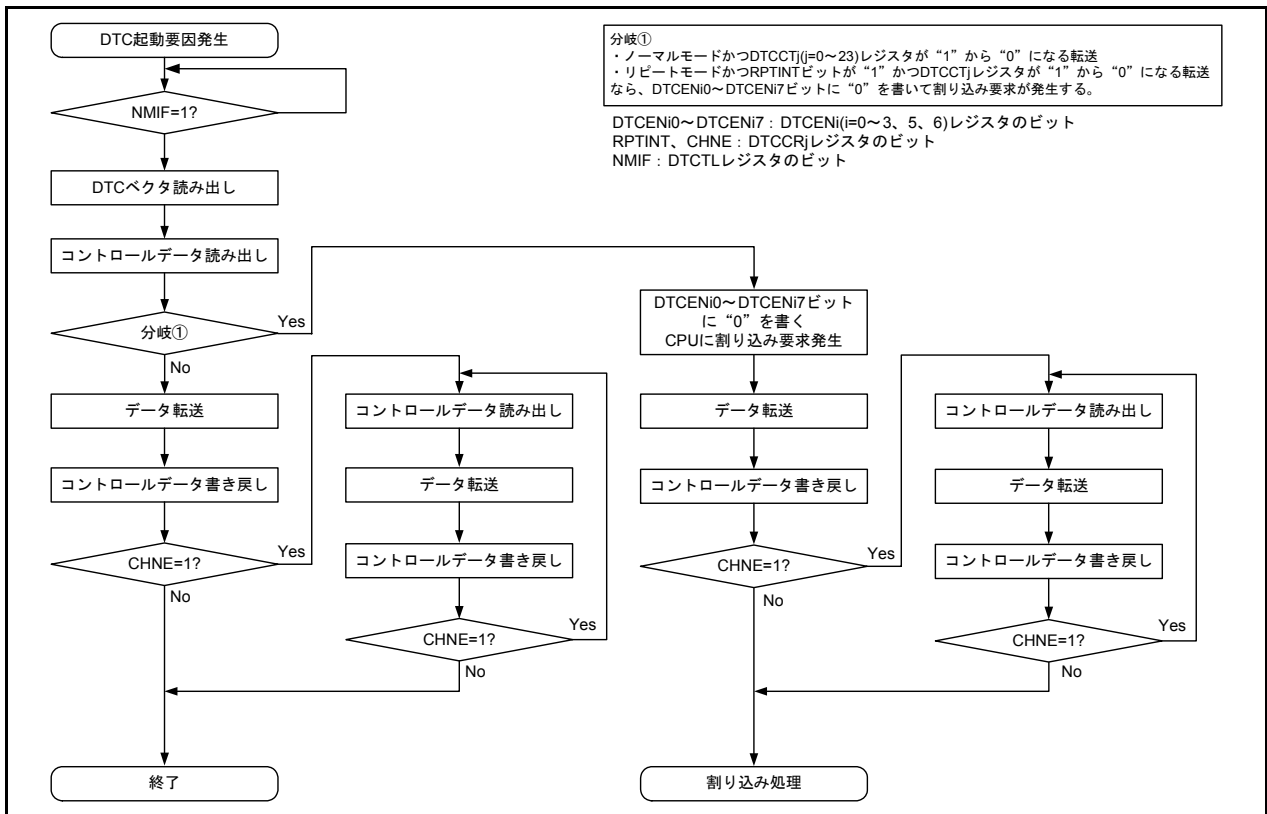 DTC起動要因発生
NMIF=1?
DTCベクタ読み出し
コントロールデータ読み出し
分岐①
Yes
No
データ転送
コントロールデータ書き戻し
CHNE=1?
Yes
No
終了
コントロールデータ読み出し
データ転送
コントロールデータ書き戻し
CHNE=1?
Yes
No
分岐①
・ノーマルモードかつDTCCTj(j=0～23)レジスタが“1”から“0”になる転送
・リピートモードかつRPTINTビットが“1”かつDTCCTjレジスタが“1”から“0”になる転送
なら、DTCENi0～DTCENi7ビットに“0”を書いて割り込み要求が発生する。
DTCENi0～DTCENi7：DTCENi(i=0～3、5、6)レジスタのビット
RPTINT、CHNE：DTCCRjレジスタのビット
NMIF：DTCTLレジスタのビット
DTCENi0～DTCENi7ビット
に“0”を書く
CPUに割り込み要求発生
データ転送
コントロールデータ書き戻し
CHNE=1?
Yes
No
割り込み処理
コントロールデータ読み出し
データ転送
コントロールデータ書き戻し
CHNE=1?
Yes
No